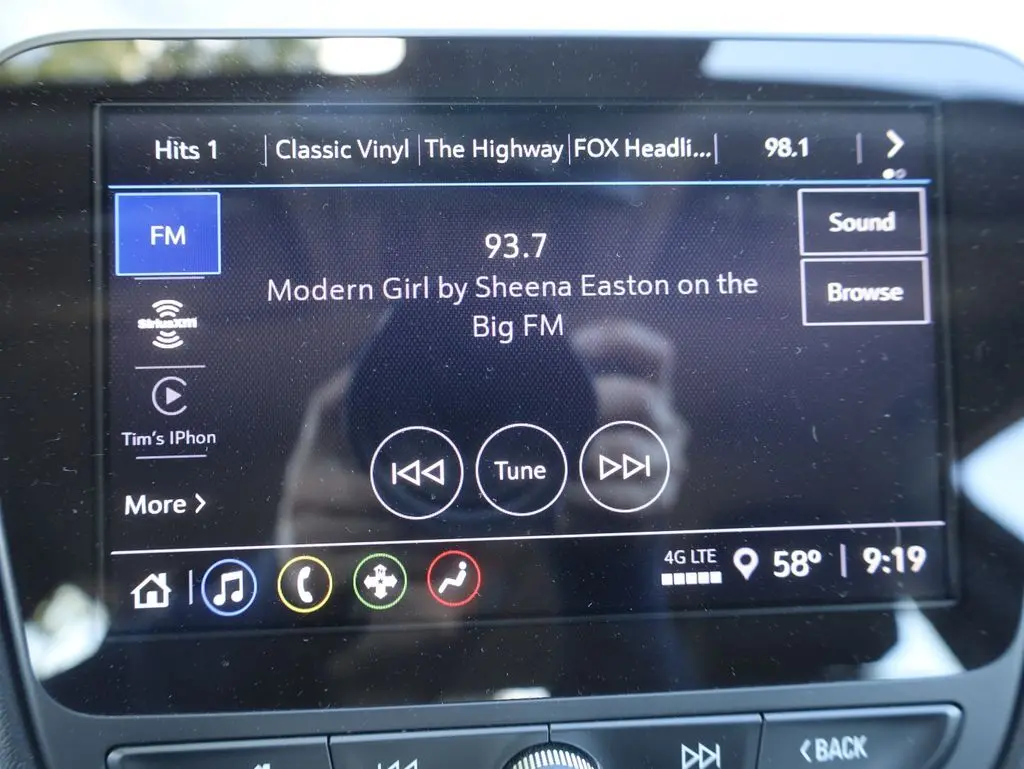 Hits 1 Classic Vinyl The Highway FOX Headli... 98.1
FM
93.7
Sound
Modern Girl by Sheena Easton on the
Big FM
Browse
SiriusXM
Tim's IPhon
Tune
More
4G LTE
58° 9:19
BACK